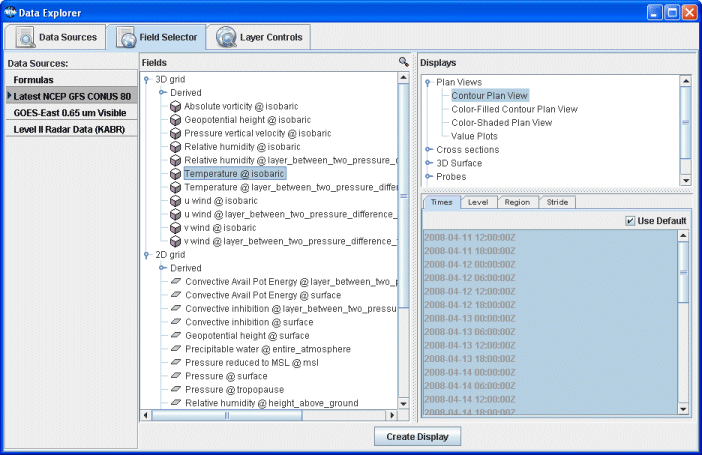 Data Explorer
Data Sources
Field Selector
Layer Controls
Data Sources:
Formulas
Latest NCEP GFS CONUS 80
GOES-East 0.65 um Visible
Level II Radar Data (KABR)
Fields
3D grid
Derived
Absolute vorticity @ isobaric
Geopotential height @ isobaric
Pressure vertical velocity @ isobaric
Relative humidity @ isobaric
Relative humidity @ layer_between_two_pressure_d
Temperature @ isobaric
Temperature @ layer_between_two_pressure_differe
u wind @ isobaric
u wind @ layer_between_two_pressure_difference_
v wind @ isobaric
v wind @ layer_between_two_pressure_difference_f
2D grid
Derived
Convective Avail Pot Energy @ layer_between_two_p
Convective Avail Pot Energy @ surface
Convective inhibition @ layer_between_two_pressu
Convective inhibition @ surface
Geopotential height @ surface
Precipitable water @ entire_atmosphere
Pressure reduced to MSL @ msl
Pressure @ surface
Pressure @ tropopause
Relative humidity @ height_above_ground
Displays
Plan Views
Contour Plan View
Color-Filled Contour Plan View
Color-Shaded Plan View
Value Plots
Cross sections
3D Surface
Probes
Times
Level
Region
Stride
Use Default
2008-04-11 12:00:00Z
2008-04-11 18:00:00Z
2008-04-12 00:00:00Z
2008-04-12 06:00:00Z
2008-04-12 12:00:00Z
2008-04-12 18:00:00Z
2008-04-13 00:00:00Z
2008-04-13 06:00:00Z
2008-04-13 12:00:00Z
2008-04-13 18:00:00Z
2008-04-14 00:00:00Z
2008-04-14 06:00:00Z
2008-04-14 12:00:00Z
2008-04-14 18:00:00Z
Create Display